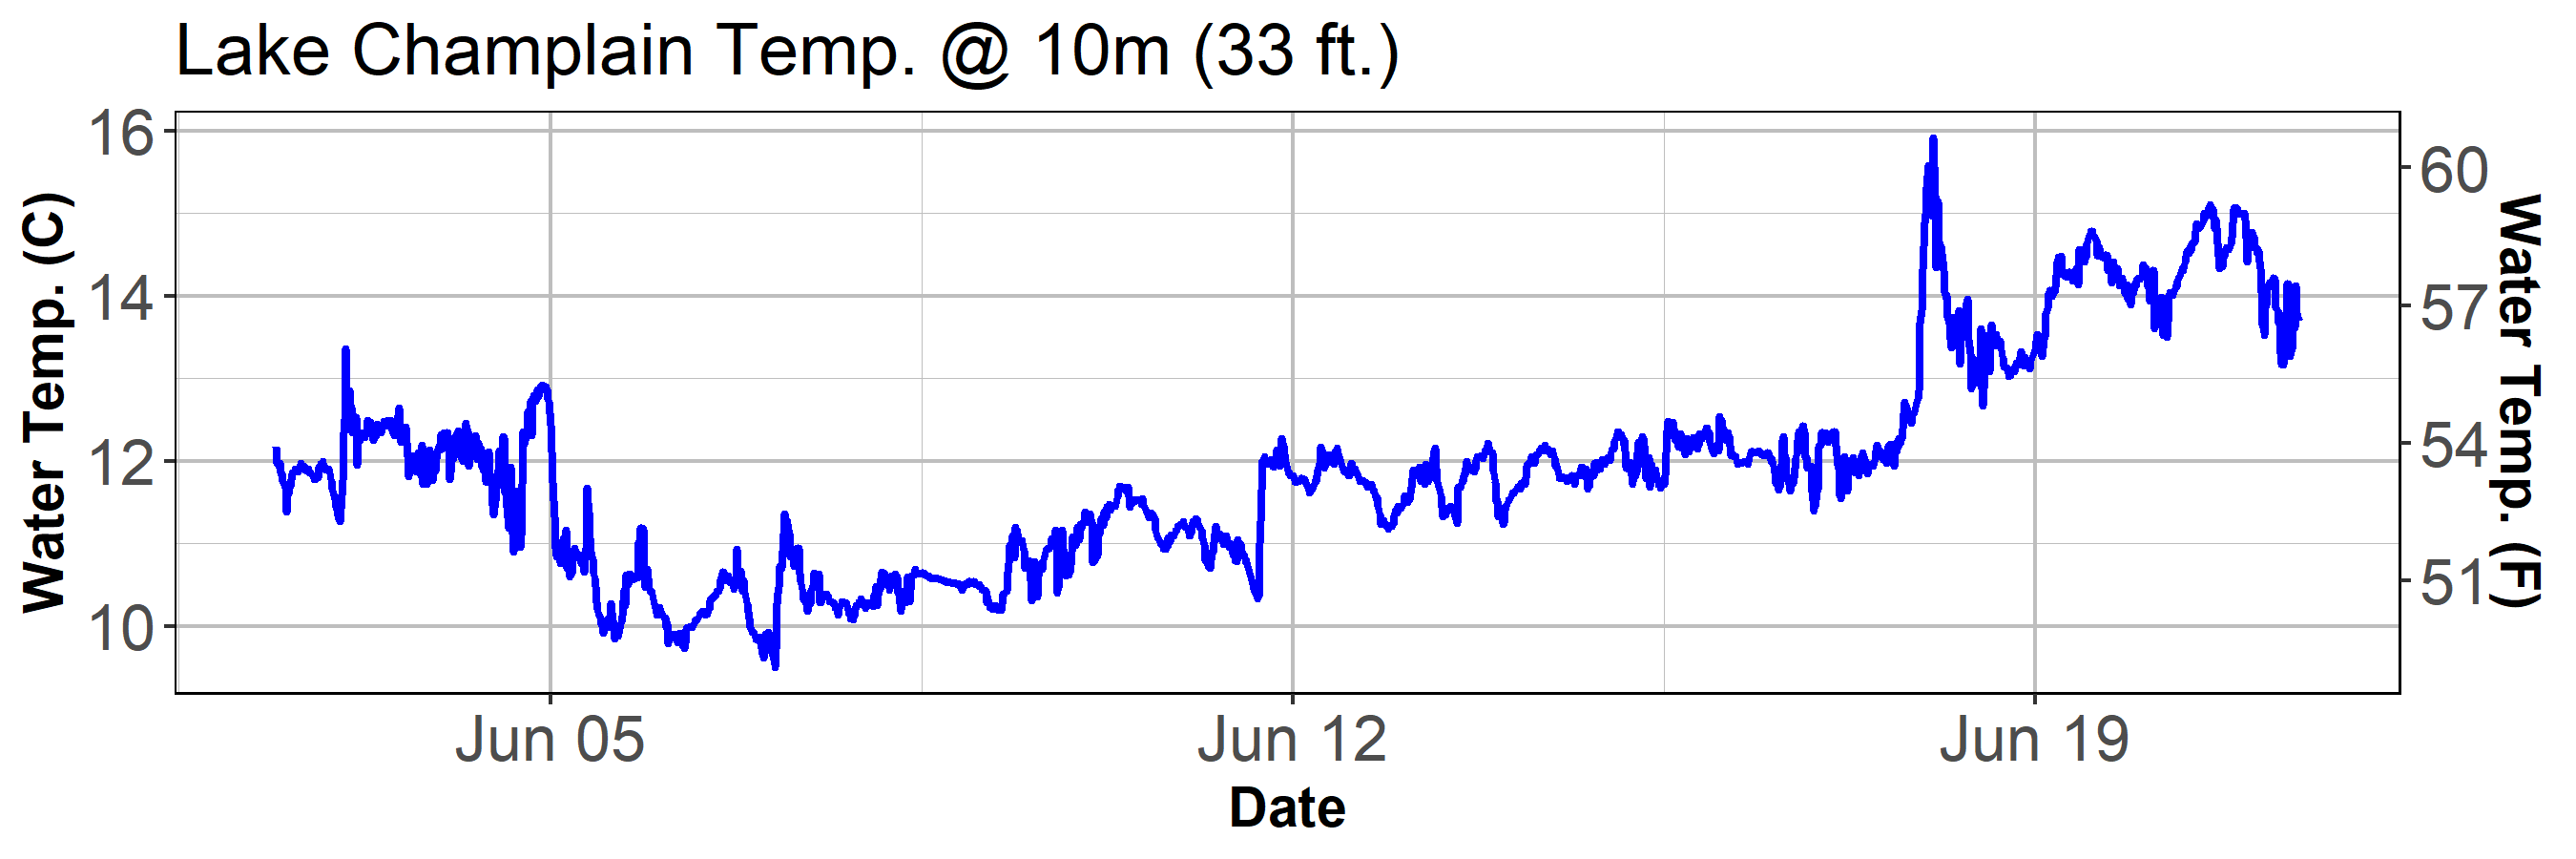 Lake Champlain Temp. @ 10m (33 ft.)
Water Temp. (C)
16
14
12
10
60
57
54
51
Water Temp. (F)
Jun 05
Jun 12
Jun 19
Date